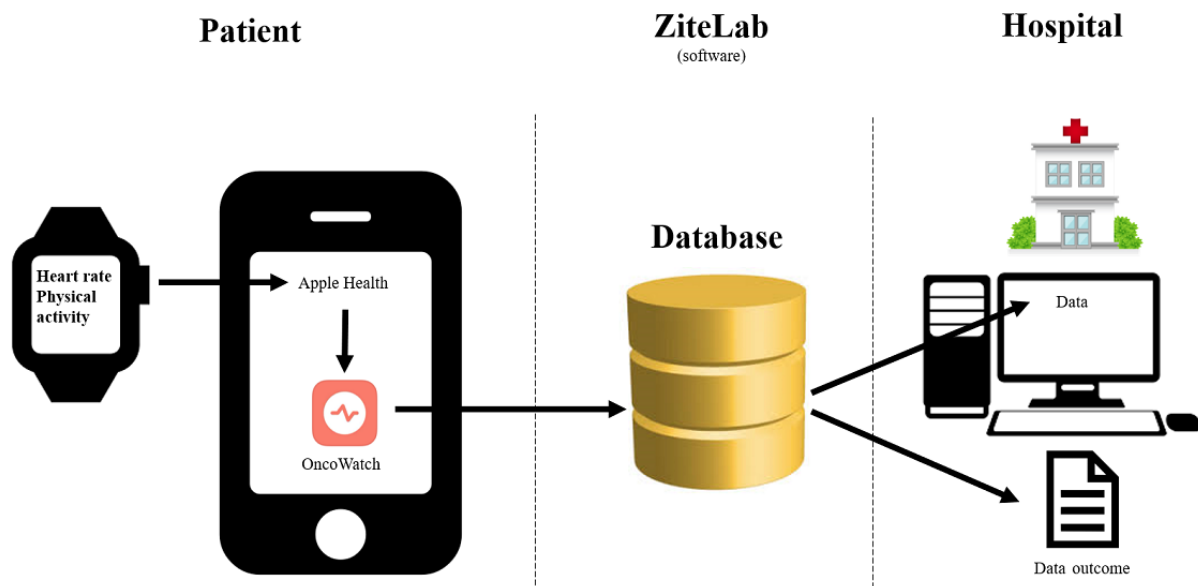 Patient
ZiteLab
(software)
Hospital
Heart rate
Physical
activity
Apple Health
OncoWatch
Database
Data
Data outcome